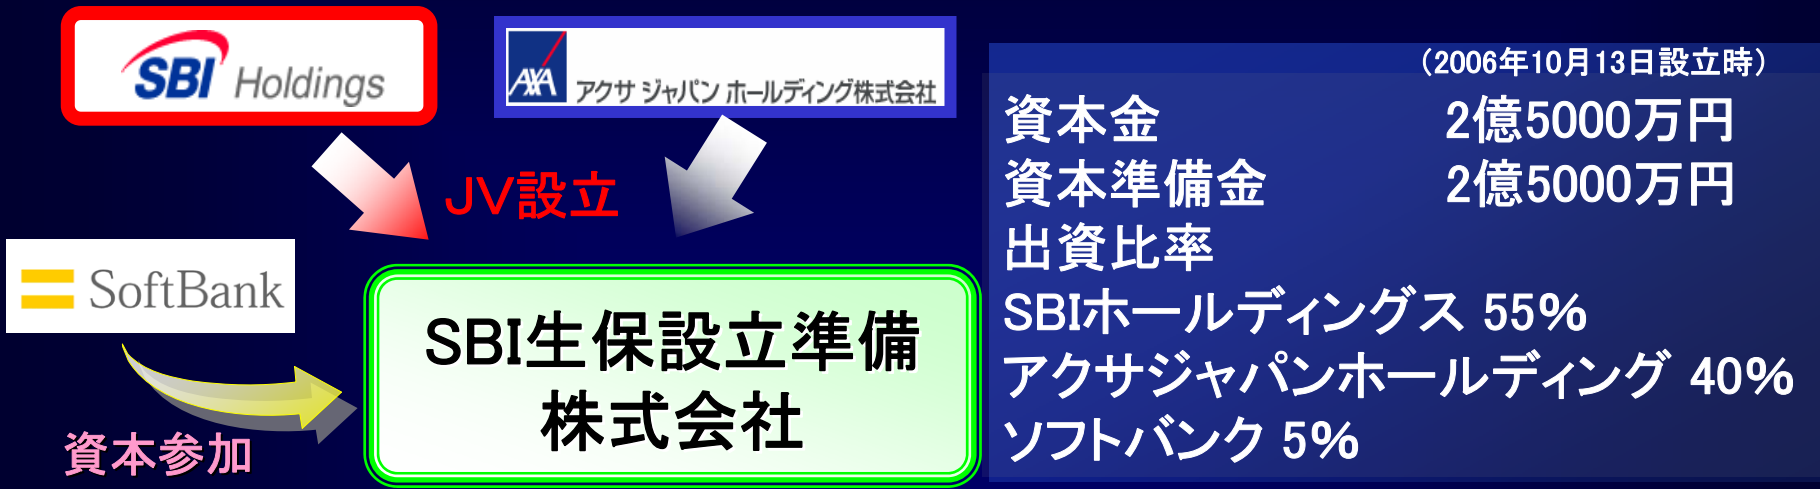 SBI Holdings
AXA アクサ ジャパン ホールディング株式会社
JV設立
SoftBank
資本参加
SBI生保設立準備
株式会社
（2006年10月13日設立時）
資本金 2億5000万円
資本準備金 2億5000万円
出資比率
SBIホールディングス 55%
アクサジャパンホールディング 40%
ソフトバンク 5%